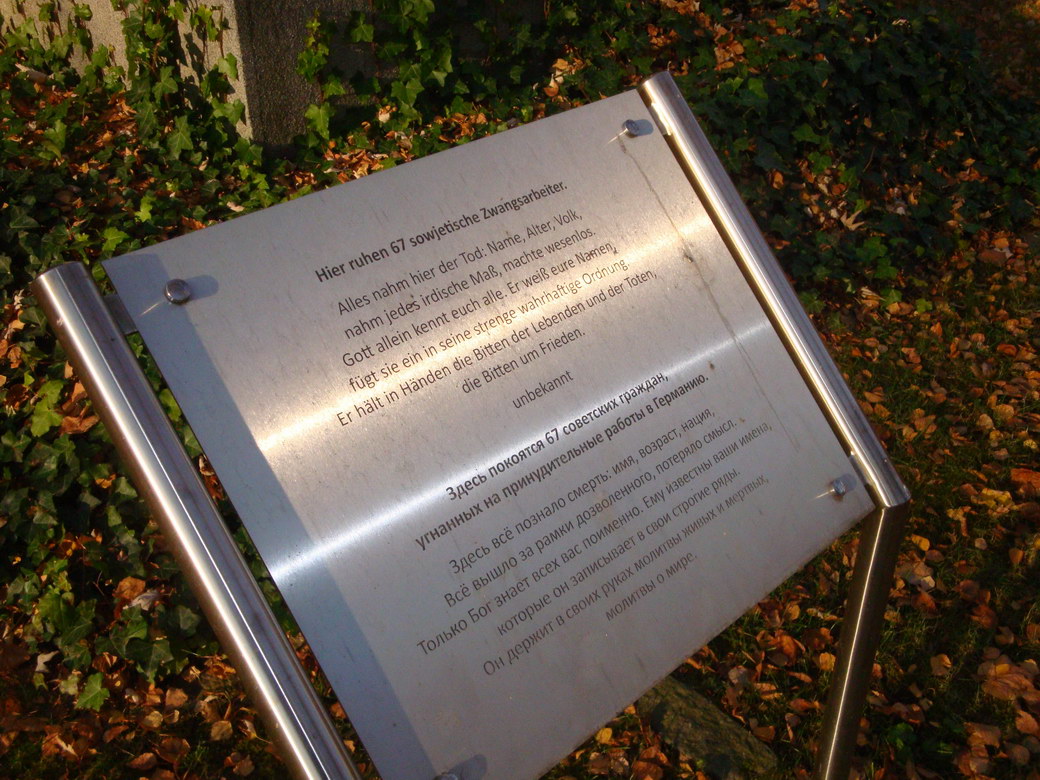 Hier ruhen 67 sowjetische Zwangsarbeiter.
Alles nahm hier der Tod: Name, Alter, Volk,
nahm jedes irdische Maß, machte wesenlos.
Gott allein kennt euch alle. Er weiß eure Namen,
fügt sie ein in seine strenge wahrhaftige Ordnung.
Er hält in Händen die Bitten der Lebenden und der Toten,
die Bitten um Frieden.
unbekannt
Здесь покоятся 67 советских граждан,
угнанных на принудительные работы в Германию.
Здесь всё познало смерть: имя, возраст, нация,
Всё вышло за рамки дозволенного, потеряло смысл.
Только Бог знает всех вас поименно. Ему известны ваши имена,
которые он записывает в свои строгие ряды.
Он держит в своих руках молитвы живых и мертвых,
молитвы о мире.